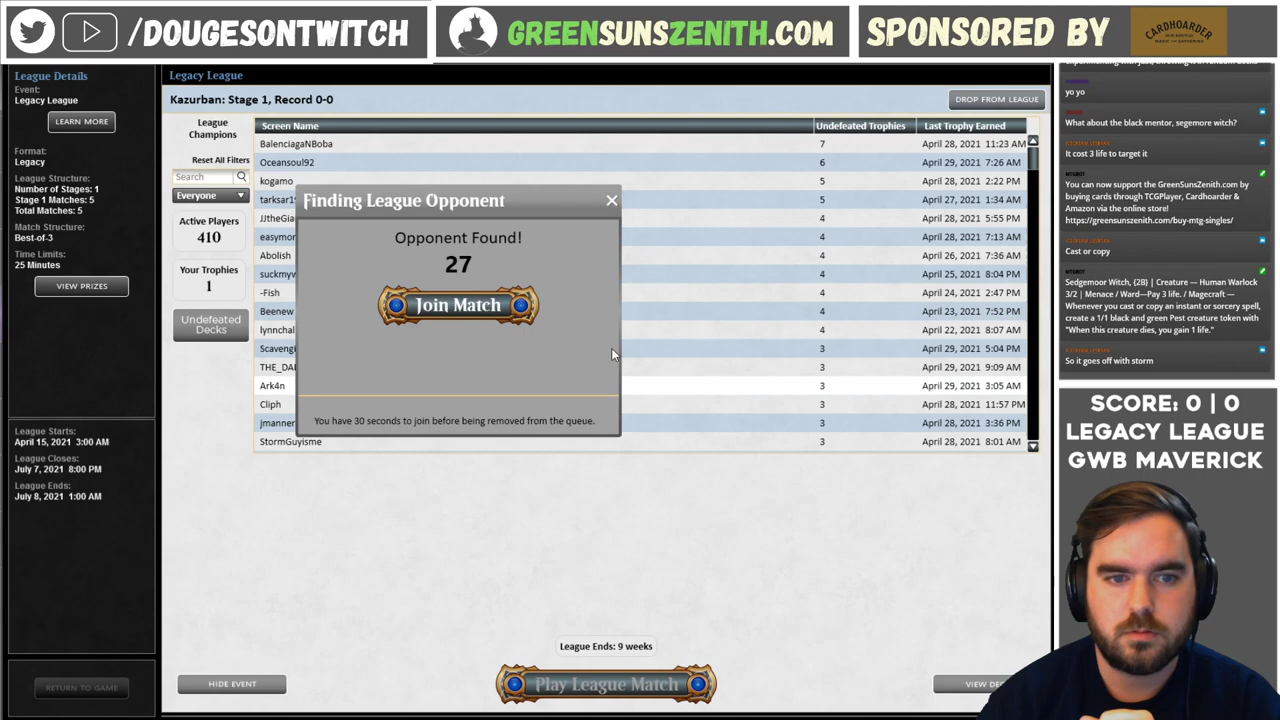 /DOUGESONTWITCH
GREENSUNSZENITH.COM
SPONSORED BY
CARDHOARDER
League Details
Event:
Legacy League
LEARN MORE
Format:
Legacy
League Structure:
Number of Stages: 1
Stage 1 Matches: 5
Total Matches: 5
Match Structure:
Best-of-3
Time Limits:
25 Minutes
VIEW PRIZES
League Starts:
April 15, 2021 3:00 AM
League Closes:
July 7, 2021 8:00 PM
League Ends:
July 8, 2021 1:00 AM
RETURN TO GAME
Legacy League
Kazurban: Stage 1, Record 0-0
DROP FROM LEAGUE
League
Champions
Reset All Filters
Search
Everyone
Active Players
410
Your Trophies
1
Undefeated
Decks
Screen Name Undefeated Trophies Last Trophy Earned
BalenciagaNBoba 7 April 28, 2021 11:23 AM
Oceansoul92 6 April 29, 2021 7:26 AM
kogamo 5 April 28, 2021 2:22 PM
tarksar1 5 April 27, 2021 1:34 AM
JJtheGia 4 April 28, 2021 5:55 PM
easymor 4 April 28, 2021 7:13 AM
Abolish 4 April 26, 2021 7:36 AM
suckmyw 4 April 25, 2021 8:04 PM
-Fish 4 April 24, 2021 2:47 PM
Beenew 4 April 23, 2021 7:52 PM
lynnchal 4 April 22, 2021 8:07 AM
Scavengi 3 April 29, 2021 5:04 PM
THE_DA 3 April 29, 2021 9:09 AM
Ark4n 3 April 29, 2021 3:05 AM
Cliph 3 April 28, 2021 11:57 PM
jmanner 3 April 28, 2021 3:36 PM
StormGuyisme 3 April 28, 2021 8:01 AM
Finding League Opponent
Opponent Found!
27
Join Match
You have 30 seconds to join before being removed from the queue.
League Ends: 9 weeks
HIDE EVENT
Play League Match
VIEW DEC
yo yo
What about the black mentor, segemore witch?
It cost 3 life to target it
MTGBOT
You can now support the GreenSunsZenith.com by
buying cards through TCGPlayer, Cardhoarder &
Amazon via the online store!
https://greensunszenith.com/buy-mtg-singles/
Cast or copy
MTGBOT
Sedgemoor Witch, {2B} | Creature — Human Warlock
3/2 | Menace / Ward—Pay 3 life. / Magecraft —
Whenever you cast or copy an instant or sorcery spell,
create a 1/1 black and green Pest creature token with
"When this creature dies, you gain 1 life."
So it goes off with storm
SCORE: 0 | 0
LEGACY LEAGUE
GWB MAVERICK